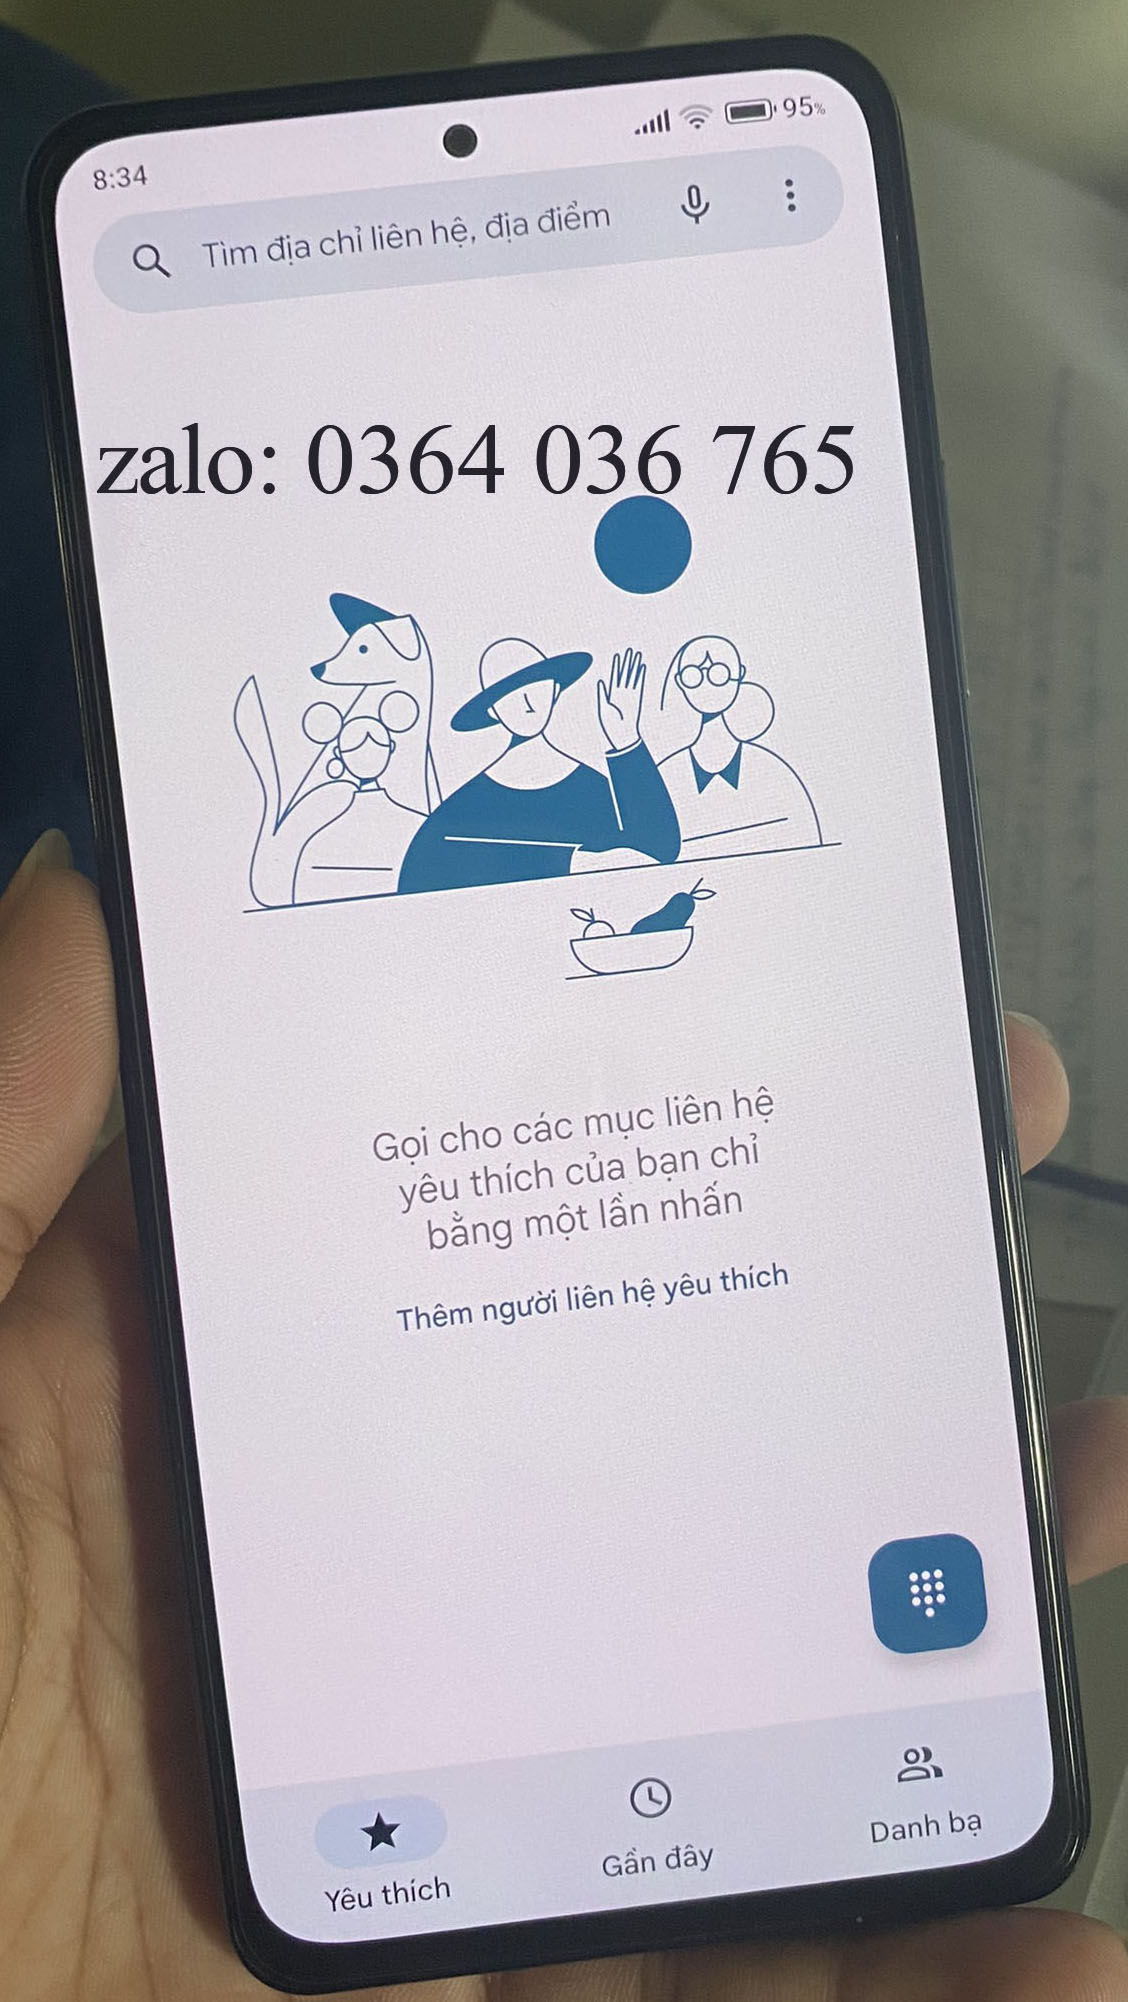 8:34
95%
Tìm địa chỉ liên hệ, địa điểm
zalo: 0364 036 765
Gọi cho các mục liên hệ
yêu thích của bạn chỉ
bằng một lần nhấn
Thêm người liên hệ yêu thích
Yêu thích
Gần đây
Danh bạ